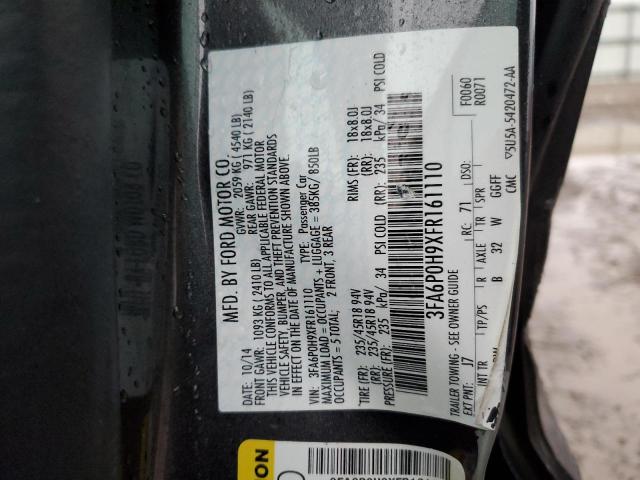 MFD. BY FORD MOTOR CO.
DATE: 10/14 GVWR: 2059 KG ( 4540 LB)
FRONT GAWR: 1093 KG ( 2410 LB) REAR GAWR: 971 KG ( 2140 LB)
THIS VEHICLE CONFORMS TO ALL APPLICABLE FEDERAL MOTOR
VEHICLE SAFETY, BUMPER, AND THEFT PREVENTION STANDARDS
IN EFFECT ON THE DATE OF MANUFACTURE SHOWN ABOVE.
VIN: 3FA6P0H9XFR161110 TYPE: Passenger Car
MAXIMUM LOAD = OCCUPANTS + LUGGAGE = 385KG/ 850LB
OCCUPANTS = 5 TOTAL; 2 FRONT, 3 REAR
*TIRE (FR): 235/45R18 94V RIMS (FR): 18x8.0J
(RR): 235/45R18 94V (RR): 18x8.0J
PRESSURE (FR): 235 kPa/ 34 PSI COLD (RR): 235 kPa/ 34 PSI COLD
3FA6P0H9XFR161110
F0060
R0071
TRAILER TOWING - SEE OWNER GUIDE
EXT PNT: J7 RC: 71 DSO:
INT TR TP/PS R AXLE TR SPR
B 32 W GGFF
CMC
5U5A-5420472-AA